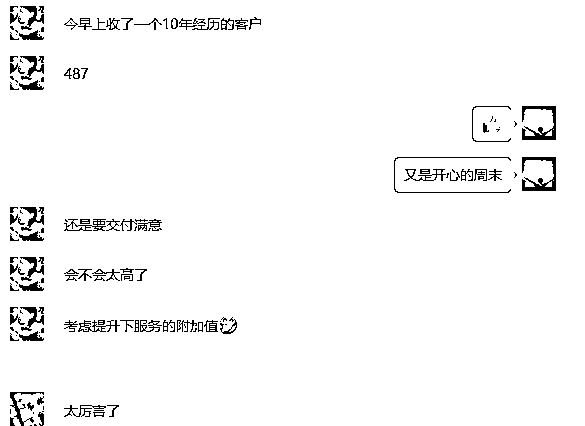 今早上收了一个10年经历的客户
487
又是开心的周末
还是要交付满意
会不会太高了
考虑提升下服务的附加值
太厉害了